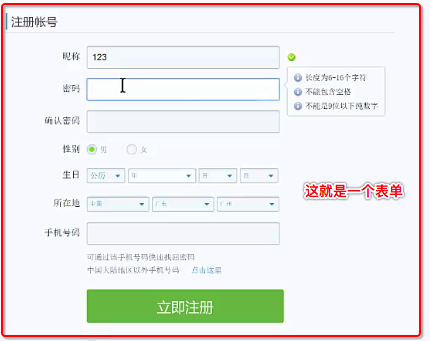 注册帐号
昵称 123
密码
长度为6-16个字符
不能包含空格
不能是9位以下纯数字
确认密码
性别 男 女
生日 公历 年 月 日
这就是一个表单
所在地 中国 广东 广州
手机号码
可通过该手机号码快速找回密码
中国大陆地区以外手机号码 点击这里
立即注册